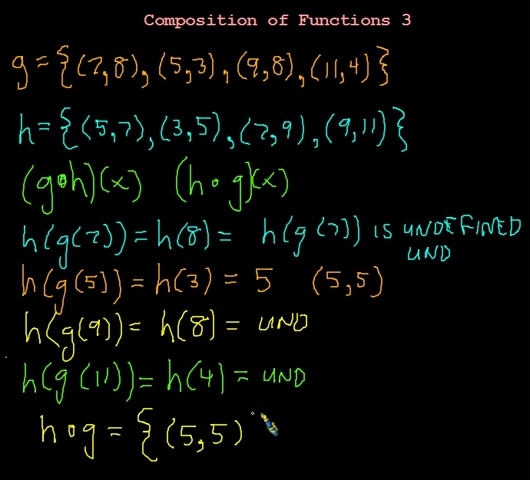 Composition of Functions 3
g = {(7,8), (5,3), (9,8), (11,4)}
h = {(5,7), (3,5), (7,9), (9,11)}
(g∘h)(x) (h∘g)(x)
h(g(7)) = h(8) = h(g(7)) is UNDEFINED
UND
h(g(5)) = h(3) = 5 (5,5)
h(g(9)) = h(8) = UND
h(g(11)) = h(4) = UND
h∘g = {(5,5)